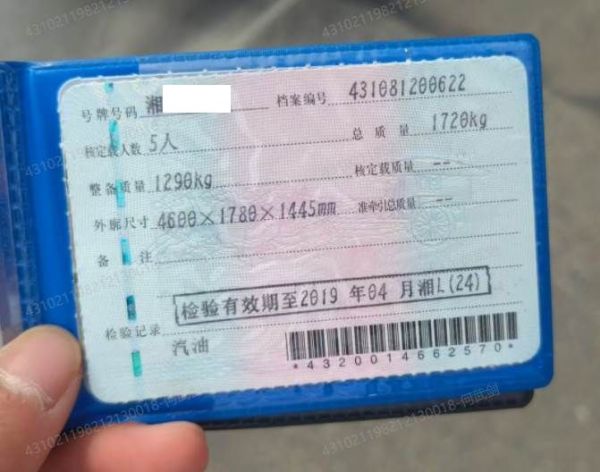 号牌号码 湘 档案编号 431081200622
核定载人数 5人 总质量 1720kg
整备质量 1290kg 核定载质量 --
外廓尺寸 4600×1780×1445mm 准牵引总质量 --
备注
检验有效期至2019年04月湘L(24)
检验记录
汽油
*4320014662570*